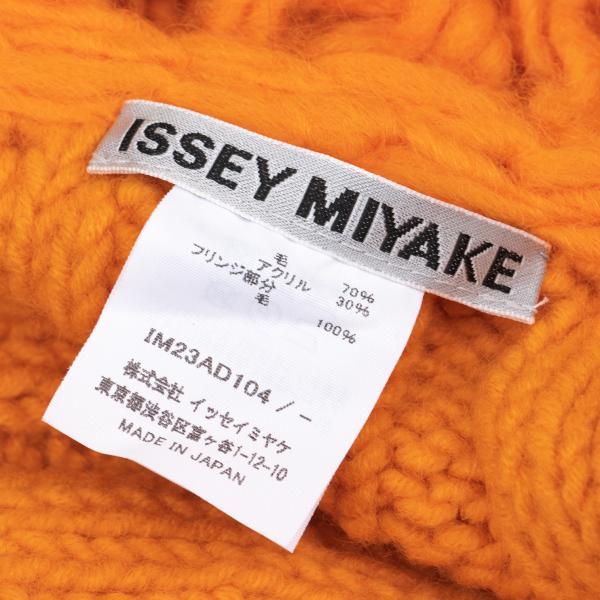 ISSEY MIYAKE
毛 70%
アクリル 30%
フリンジ部分
毛 100%
IM23AD104 / −
株式会社 イッセイミヤケ
東京都渋谷区富ヶ谷1-12-10
MADE IN JAPAN